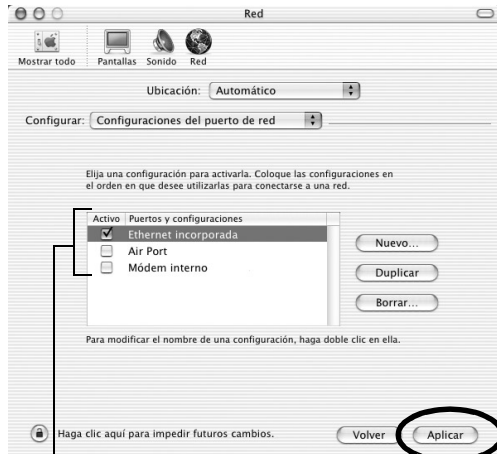 Red
Mostrar todo Pantallas Sonido Red
Ubicación: Automático
Configurar: Configuraciones del puerto de red
Elija una configuración para activarla. Coloque las configuraciones en
el orden en que desee utilizarlas para conectarse a una red.
Activo Puertos y configuraciones
Ethernet incorporada
Air Port
Módem interno
Nuevo...
Duplicar
Borrar...
Para modificar el nombre de una configuración, haga doble clic en ella.
Haga clic aquí para impedir futuros cambios.
Volver Aplicar